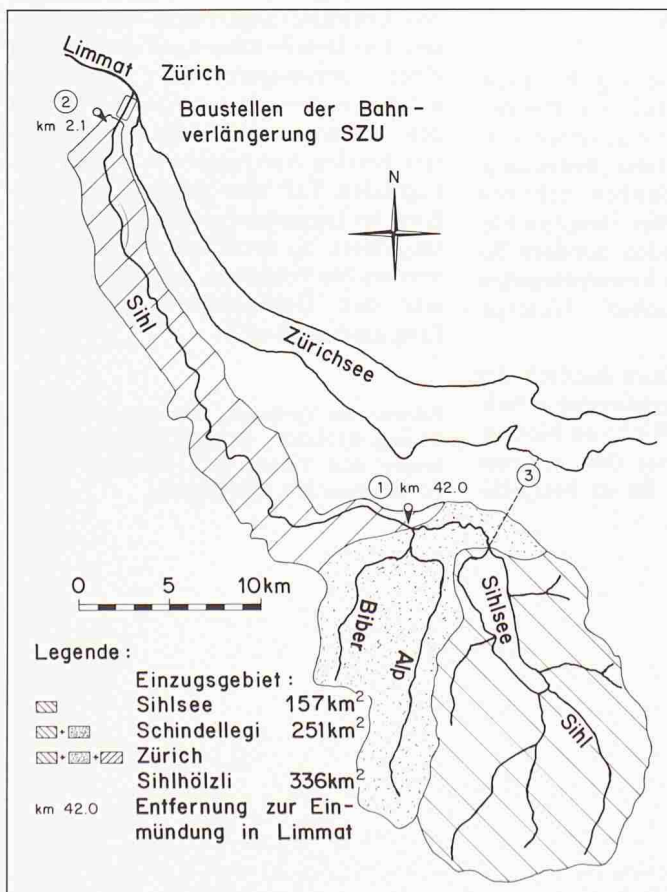 Limmat
Zürich
②
km 2.1
Baustellen der Bahn-
verlängerung SZU
N
Sihl
Zürichsee
① km 42.0
③
0 5 10km
Sihlsee
Biber
Alp
Sihl
Legende :
Einzugsgebiet :
Sihlsee 157km²
Schindellegi 251km²
+
Zürich
+ +
Sihlhölzli 336km²
km 42.0 Entfernung zur Ein-
mündung in Limmat